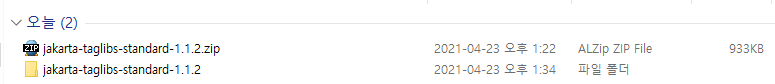 오늘 (2)
ZIP jakarta-taglibs-standard-1.1.2.zip 2021-04-23 오후 1:22 ALZip ZIP File 933KB
jakarta-taglibs-standard-1.1.2 2021-04-23 오후 1:34 파일 폴더